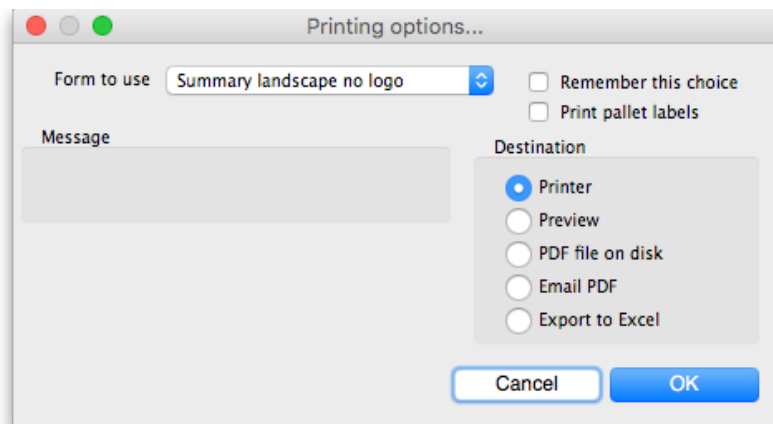 Printing options...
Form to use
Summary landscape no logo
Remember this choice
Print pallet labels
Message
Destination
Printer
Preview
PDF file on disk
Email PDF
Export to Excel
Cancel
OK